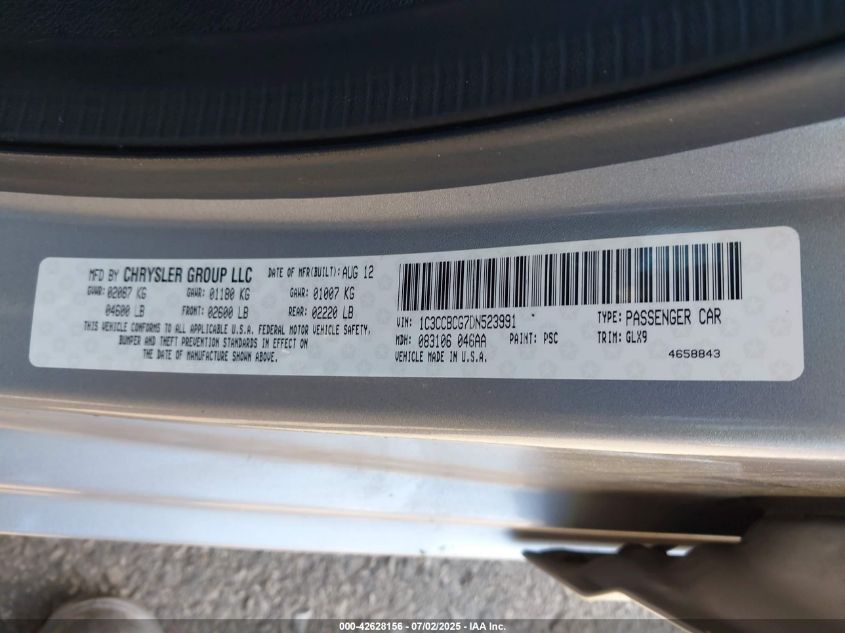 MFD BY CHRYSLER GROUP LLC DATE OF MFR(BUILT): AUG 12
GVWR: 02087 KG GAWR: 01180 KG GAWR: 01007 KG
04600 LB FRONT: 02600 LB REAR: 02220 LB
THIS VEHICLE CONFORMS TO ALL APPLICABLE U.S.A. FEDERAL MOTOR VEHICLE SAFETY,
BUMPER AND THEFT PREVENTION STANDARDS IN EFFECT ON
THE DATE OF MANUFACTURE SHOWN ABOVE.
VIN: 1C3CCBCG7DN523991 TYPE: PASSENGER CAR
MDH: 083106 046AA PAINT: PSC TRIM: GLX9
VEHICLE MADE IN U.S.A. 4658843
000-42628156 - 07/02/2025 - IAA Inc.